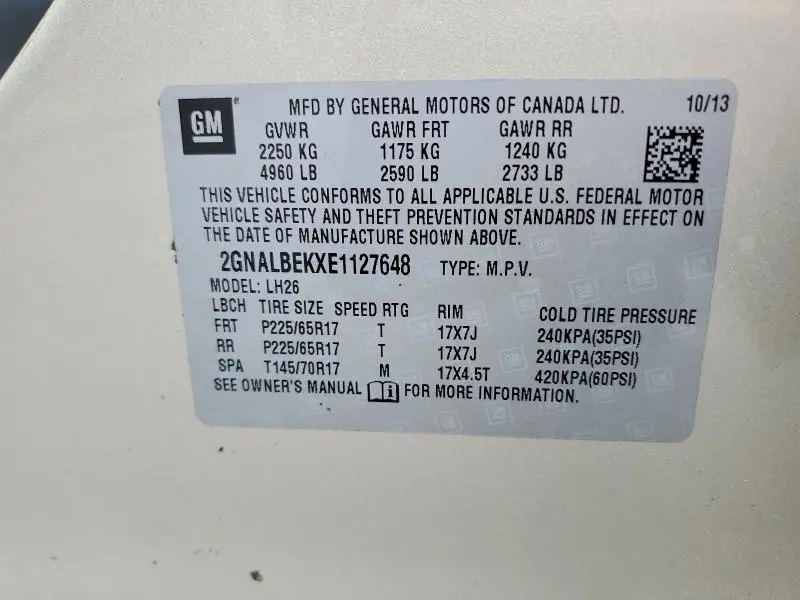 GM® MFD BY GENERAL MOTORS OF CANADA LTD. 10/13
GVWR GAWR FRT GAWR RR
2250 KG 1175 KG 1240 KG
4960 LB 2590 LB 2733 LB
THIS VEHICLE CONFORMS TO ALL APPLICABLE U.S. FEDERAL MOTOR
VEHICLE SAFETY AND THEFT PREVENTION STANDARDS IN EFFECT ON
THE DATE OF MANUFACTURE SHOWN ABOVE.
2GNALBEKXE1127648 TYPE: M.P.V.
MODEL: LH26
LBCH TIRE SIZE SPEED RTG RIM COLD TIRE PRESSURE
FRT P225/65R17 T 17X7J 240KPA(35PSI)
RR P225/65R17 T 17X7J 240KPA(35PSI)
SPA T145/70R17 M 17X4.5T 420KPA(60PSI)
SEE OWNER'S MANUAL i FOR MORE INFORMATION.